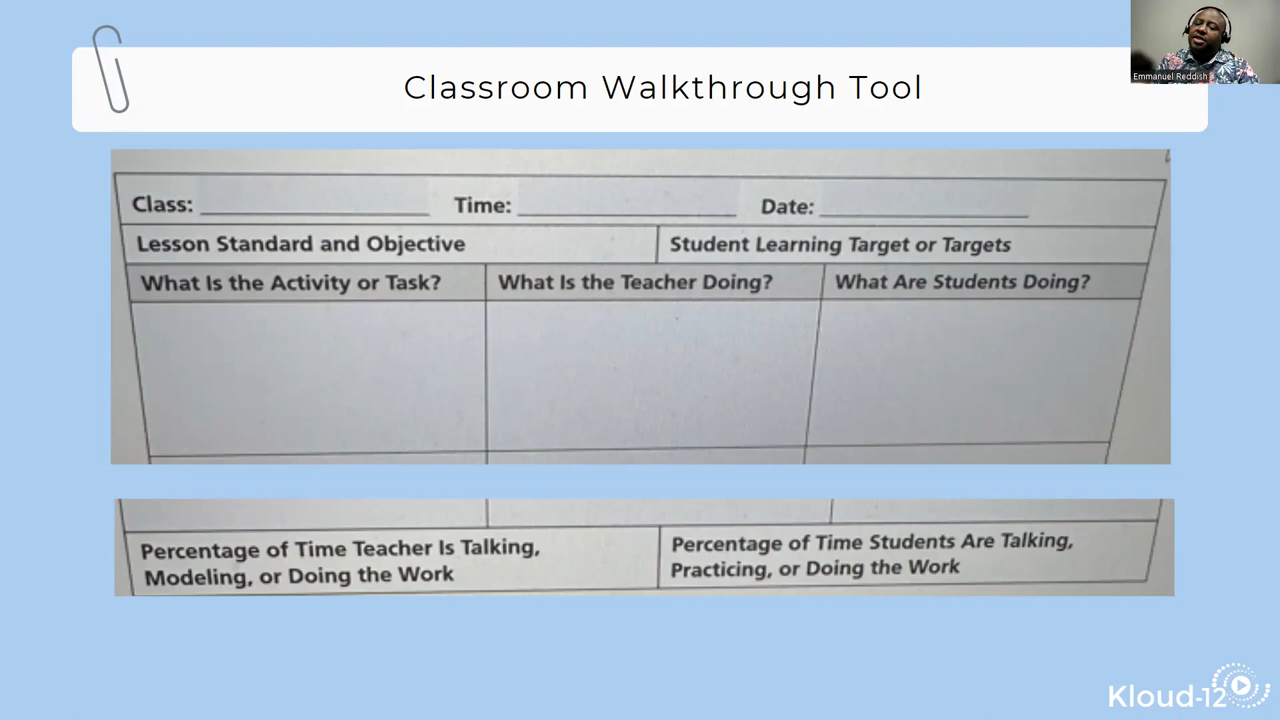 Classroom Walkthrough Tool
Emmanuel Reddish
Class: Time: Date:
Lesson Standard and Objective Student Learning Target or Targets
What Is the Activity or Task? What Is the Teacher Doing? What Are Students Doing?
Percentage of Time Teacher Is Talking,
Modeling, or Doing the Work
Percentage of Time Students Are Talking,
Practicing, or Doing the Work
Kloud-12